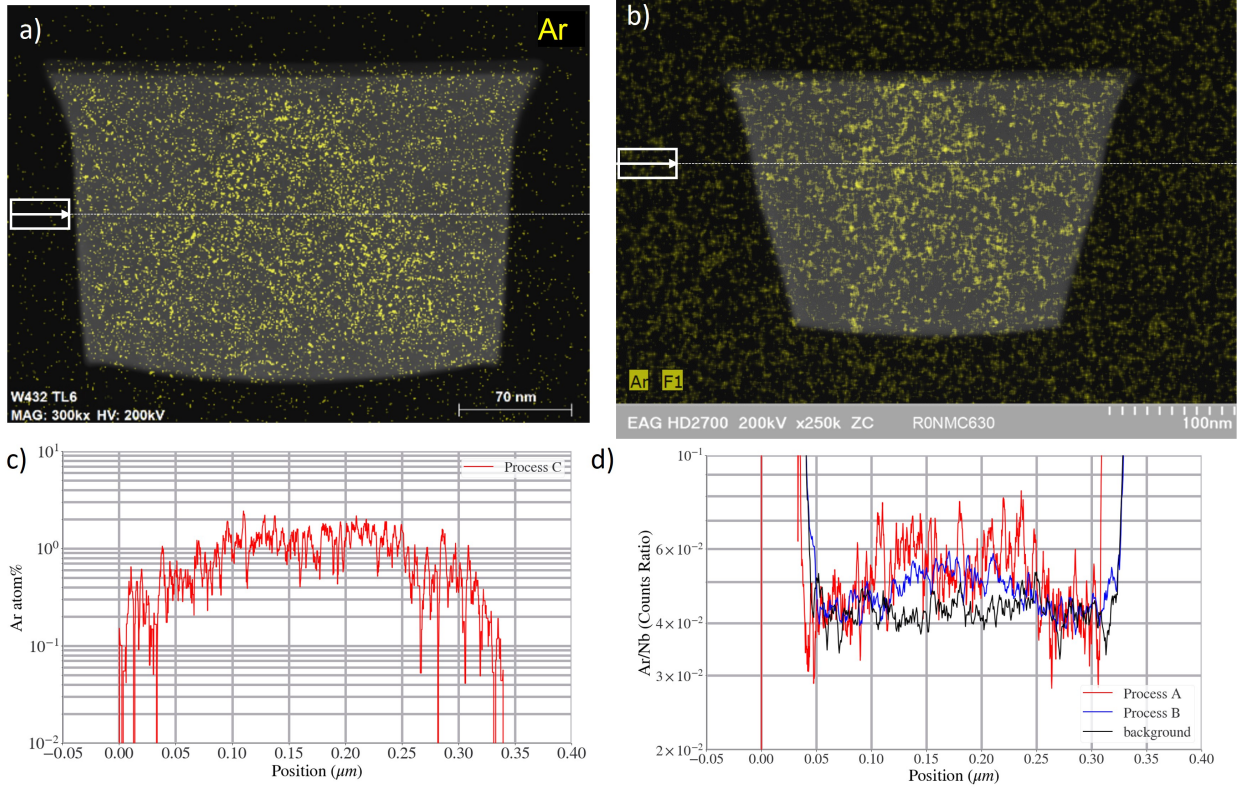 a)
Ar
W432 TL6
MAG: 300kx HV: 200kV
70 nm
b)
Ar F1
EAG HD2700 200kV x250k ZC R0NMC630 100nm
c)
Process C
10¹
10⁰
10⁻¹
10⁻²
Ar atom%
−0.05 0.00 0.05 0.10 0.15 0.20 0.25 0.30 0.35 0.40
Position (μm)
d)
10⁻¹
6×10⁻²
4×10⁻²
3×10⁻²
2×10⁻²
Ar/Nb (Counts Ratio)
Process A
Process B
background
−0.05 0.00 0.05 0.10 0.15 0.20 0.25 0.30 0.35 0.40
Position (μm)